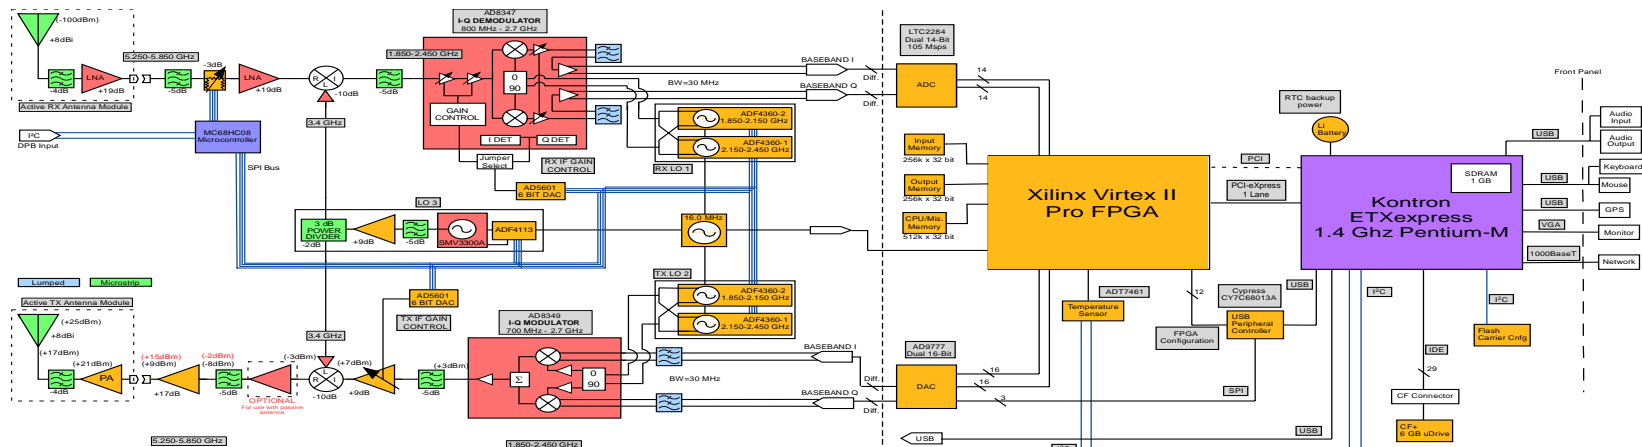 (-100dBm)
+8dBi
-4dB
LNA
+19dB
Active RX Antenna Module
5.250-5.850 GHz
-5dB
-3dB
LNA
+19dB
R
I
L
-10dB
3.4 GHz
I²C
DPB Input
MC68HC08
Microcontroller
SPI Bus
1.850-2.450 GHz
-5dB
AD8347
I-Q DEMODULATOR
800 MHz - 2.7 GHz
GAIN
CONTROL
0
90
I DET
Q DET
Jumper
Select
RX IF GAIN
CONTROL
AD5601
6 BIT DAC
BW=30 MHz
BASEBAND I
Diff.
BASEBAND Q
Diff.
ADF4360-2
1.850-2.150 GHz
ADF4360-1
2.150-2.450 GHz
RX LO 1
LO 3
3 dB
POWER
DIVDER
-2dB
+9dB
-5dB
SMV3300A
ADF4113
16.0 MHz
TX LO 2
ADF4360-2
1.850-2.150 GHz
ADF4360-1
2.150-2.450 GHz
Lumped
Microstrip
Active TX Antenna Module
(+25dBm)
+8dBi
(+17dBm)
(+21dBm)
PA
-4dB
(+15dBm)
(+9dBm)
+17dB
(-2dBm)
(-8dBm)
-5dB
OPTIONAL
For use with passive
antenna
(-3dBm)
3.4 GHz
L
R
I
-10dB
(+7dBm)
+9dB
AD5601
6 BIT DAC
TX IF GAIN
CONTROL
(+3dBm)
-5dB
AD8349
I-Q MODULATOR
700 MHz - 2.7 GHz
Σ
0
90
BW=30 MHz
BASEBAND I
Diff.
BASEBAND Q
Diff.
5.250-5.850 GHz
1.850-2.450 GHz
LTC2284
Dual 14-Bit
105 Msps
ADC
14
14
Input
Memory
256k x 32 bit
Output
Memory
256k x 32 bit
CPU/Mis.
Memory
512k x 32 bit
Xilinx Virtex II
Pro FPGA
AD9777
Dual 16-Bit
DAC
16
16
3
SPI
ADT7461
Temperature
Sensor
12
FPGA
Configuration
Cypress
CY7C68013A
USB
Peripheral
Controller
USB
PCI
PCI-eXpress
1 Lane
RTC backup
power
Li
Battery
SDRAM
1 GB
Kontron
ETXexpress
1.4 Ghz Pentium-M
Front Panel
USB
Audio
Input
Audio
Output
USB
Keyboard
Mouse
USB
GPS
VGA
Monitor
1000BaseT
Network
I²C
I²C
Flash
Carrier Cnfg
IDE
29
CF Connector
CF+
6 GB uDrive
USB
USB
I²C